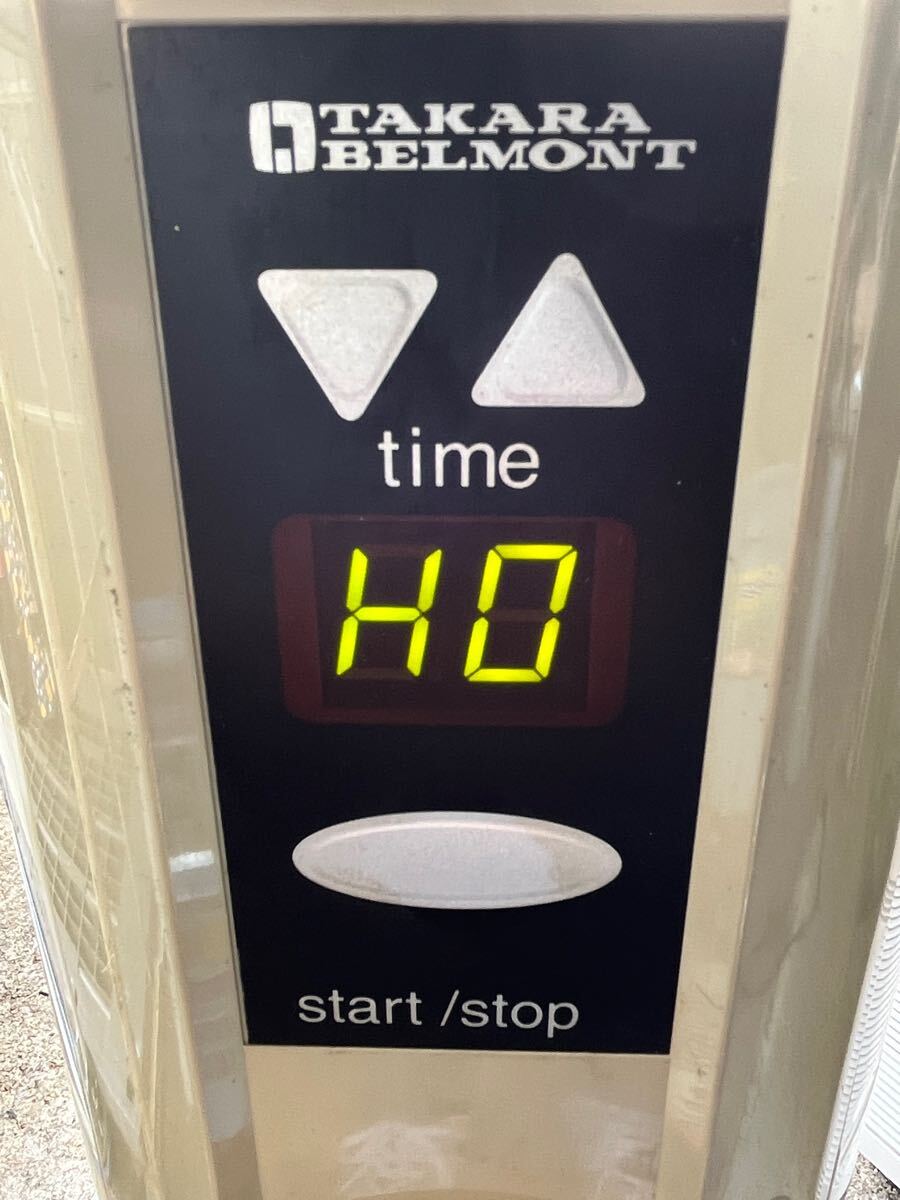 TAKARA
BELMONT
time
H0
start /stop